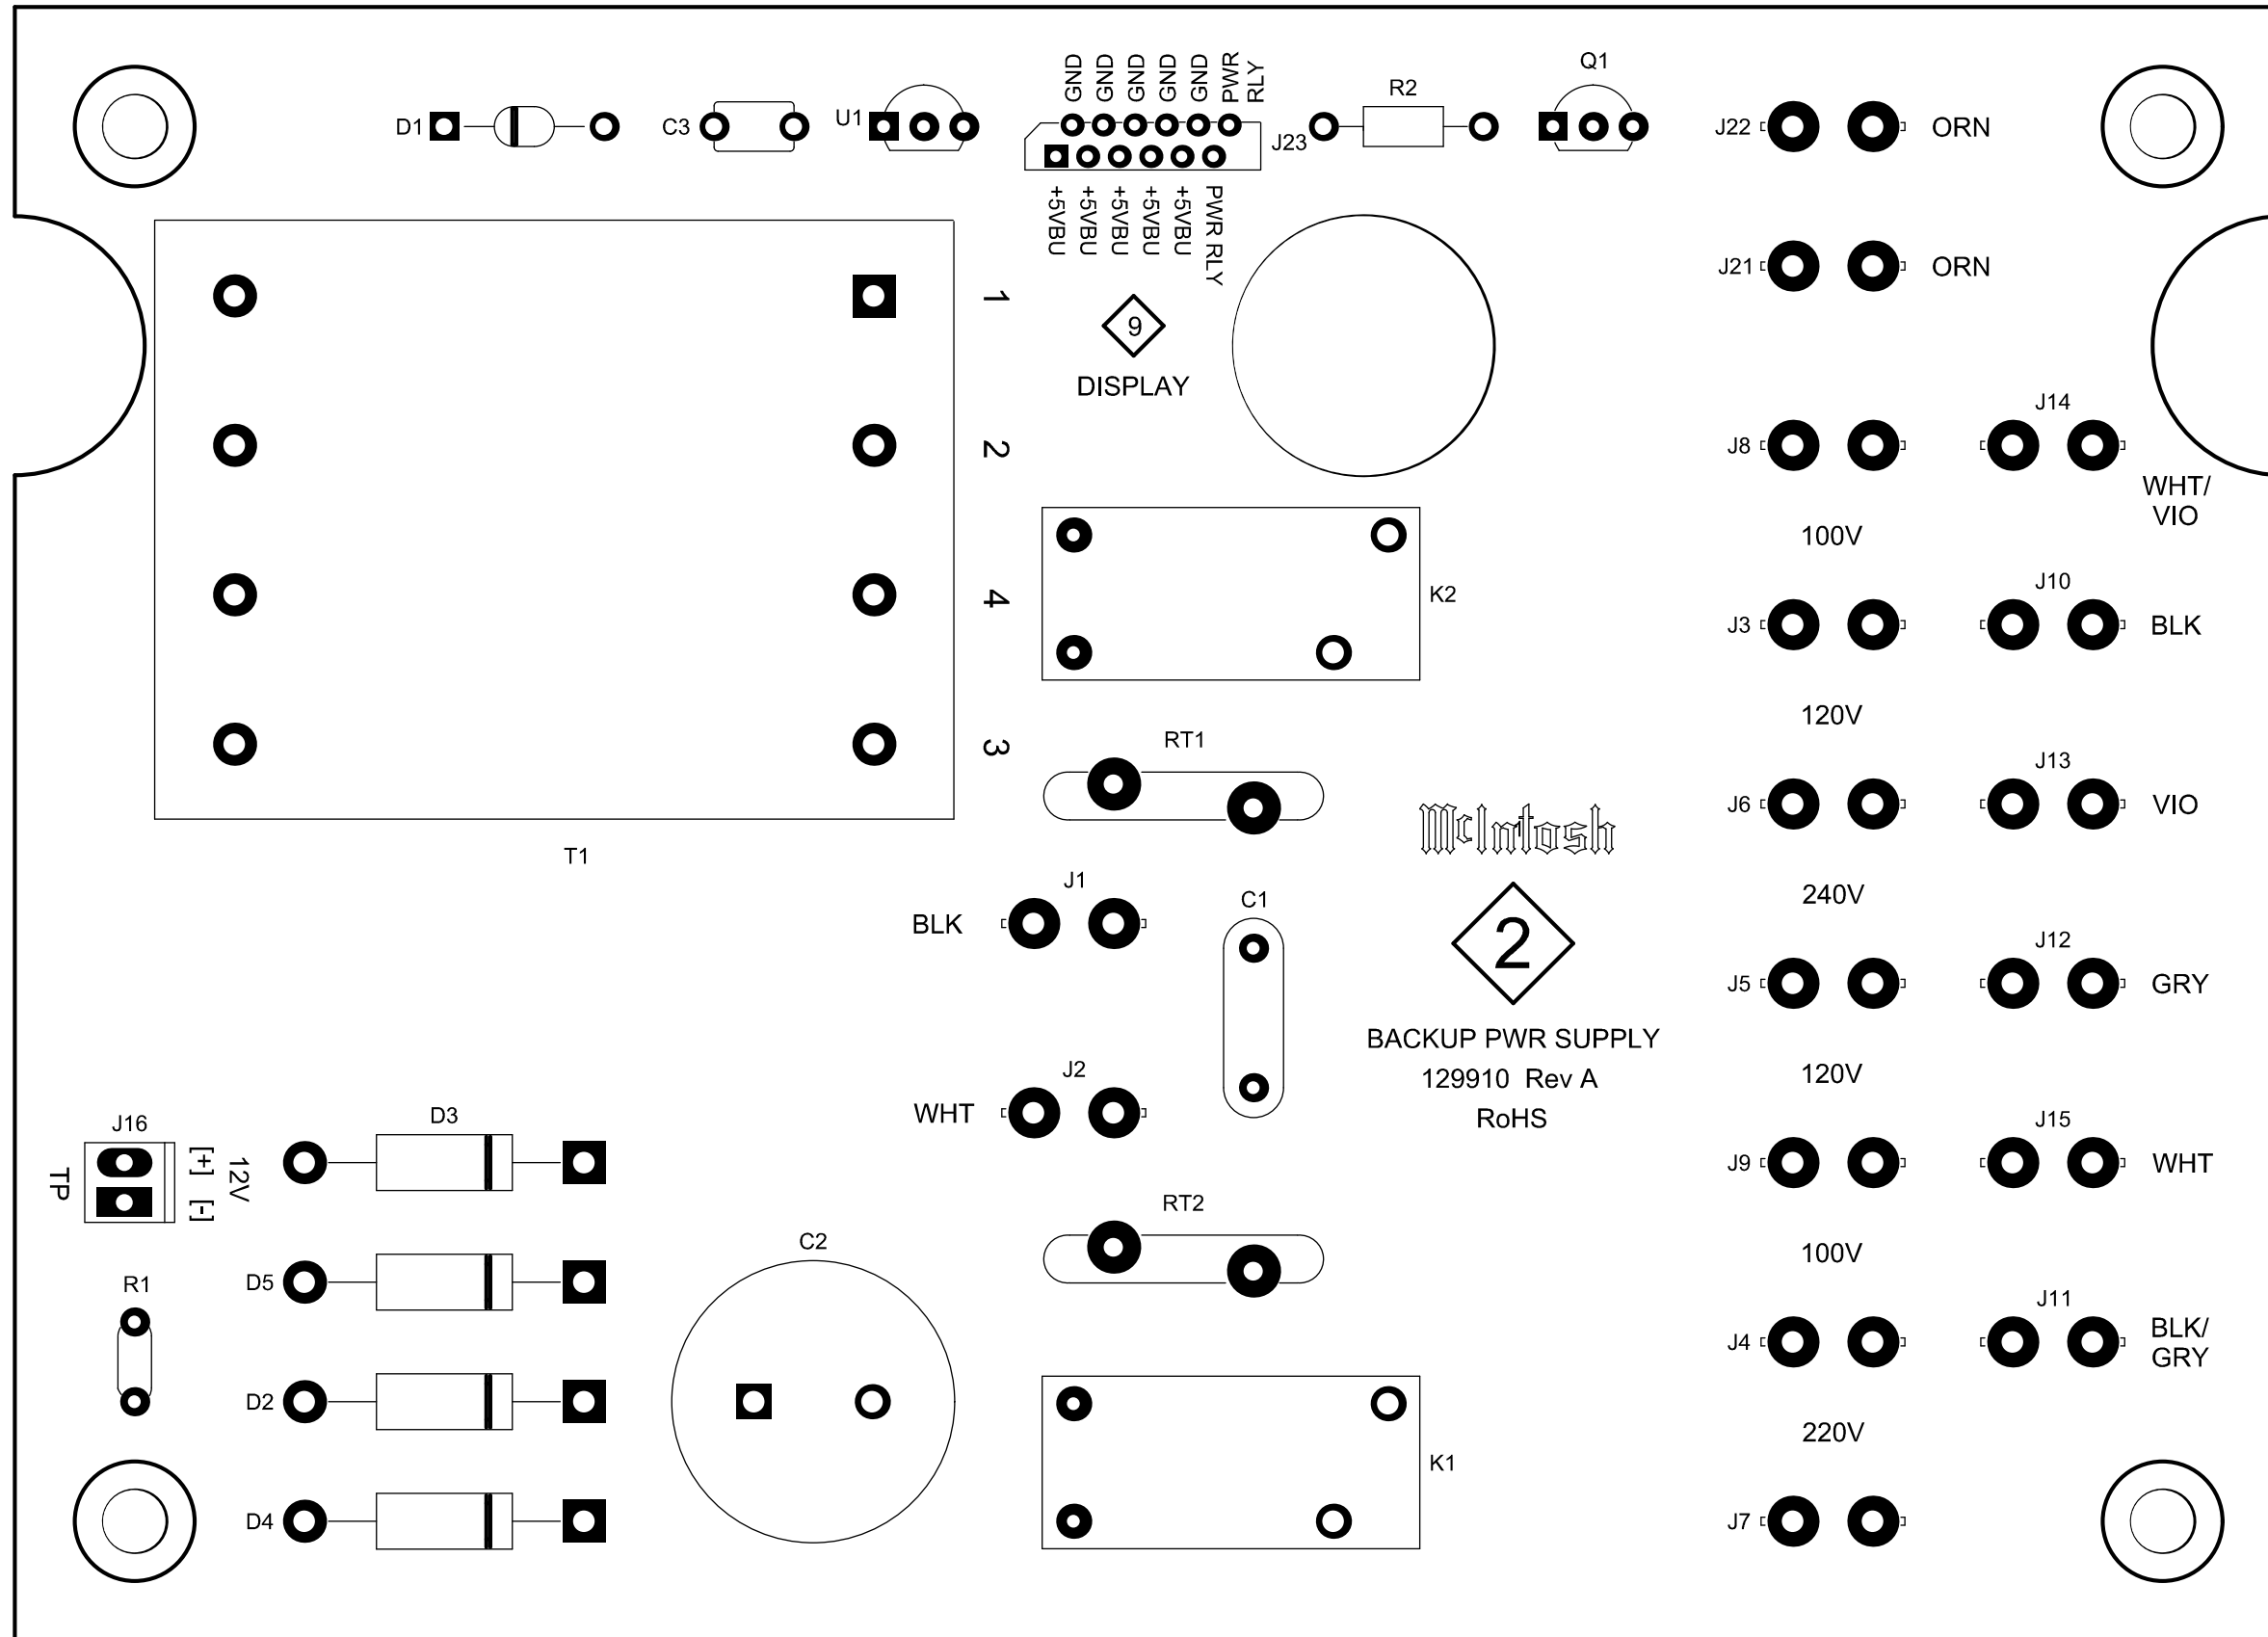 GND GND GND GND GND PWR RLY
Q1
R2
D1
C3
U1
J23
J22
ORN
+5VBU +5VBU +5VBU +5VBU +5VBU PWR RLY
J21
ORN
1
9
DISPLAY
J14
J8
2
WHT/
VIO
100V
J10
K2
4
J3
BLK
120V
RT1
3
J13
J6
VIO
McIntosh
T1
J1
240V
C1
BLK
2
J12
J5
GRY
BACKUP PWR SUPPLY
J2
129910 Rev A
120V
WHT
RoHS
J16
D3
J15
TP
[+] [-]
12V
J9
WHT
RT2
C2
100V
R1
D5
J11
J4
BLK/
GRY
D2
220V
K1
D4
J7